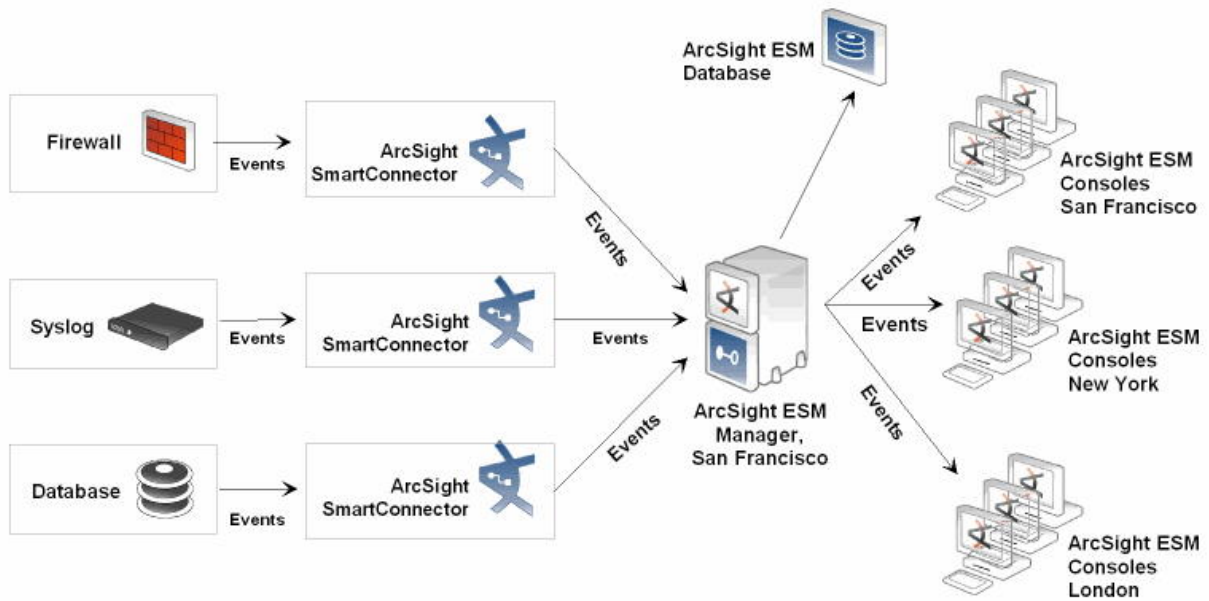 ArcSight ESM
Database
Firewall
Events
ArcSight
SmartConnector
Events
Events
ArcSight ESM
Consoles
San Francisco
Syslog
Events
ArcSight
SmartConnector
Events
Events
ArcSight ESM
Consoles
New York
ArcSight ESM
Manager,
San Francisco
Database
Events
ArcSight
SmartConnector
Events
Events
ArcSight ESM
Consoles
London